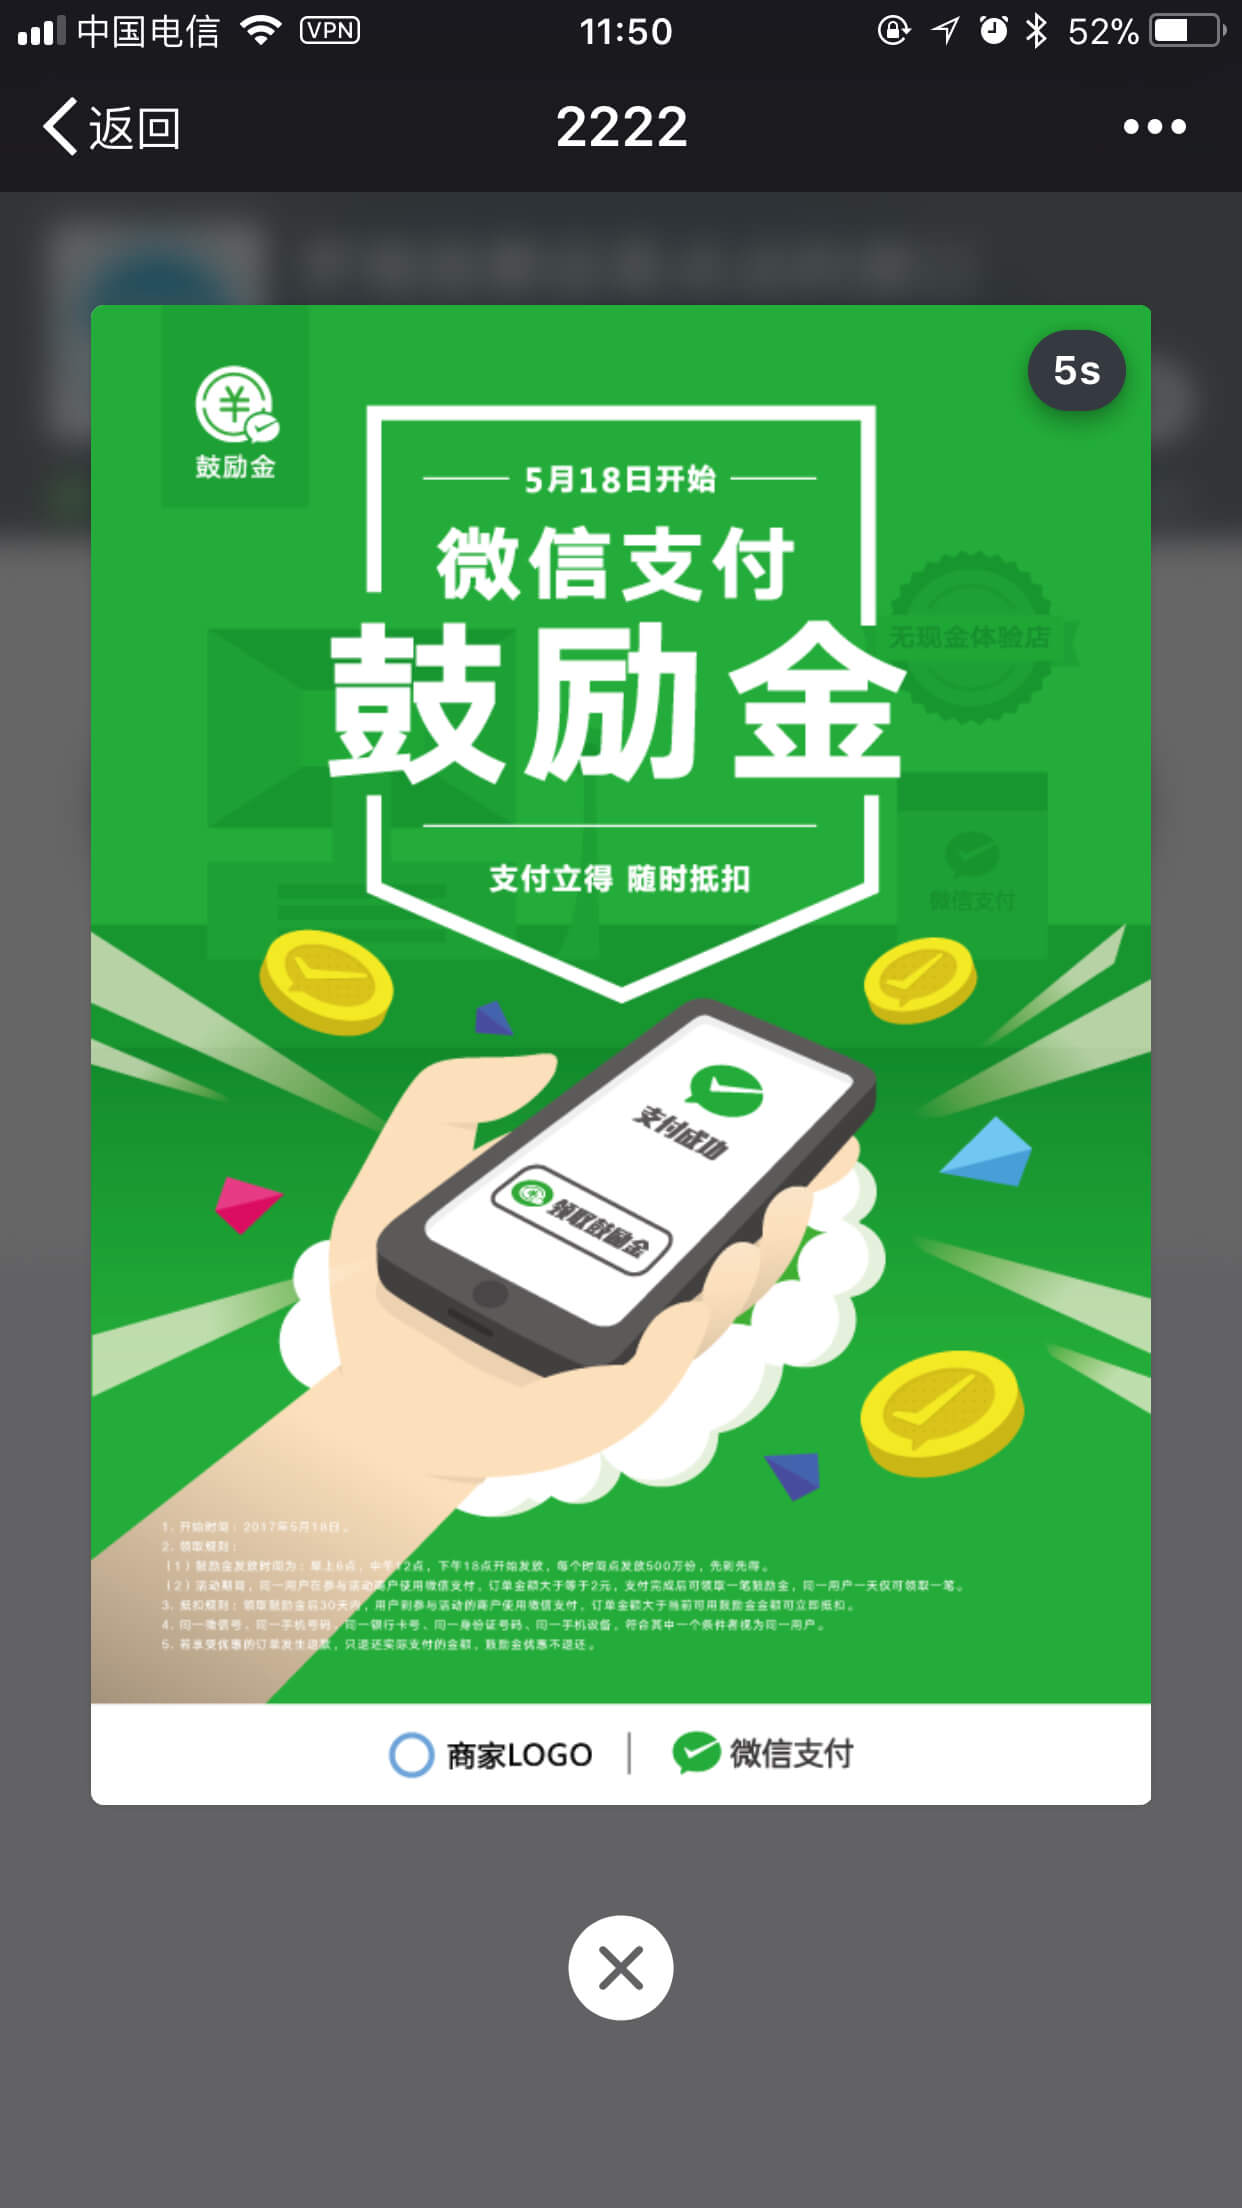 中国电信 VPN 11:50 52%
返回 2222
5s
鼓励金
5月18日开始
微信支付
鼓励金
无现金体验店
支付立得 随时抵扣
微信支付
支付成功
领取鼓励金
1. 开始时间：2017年5月18日。
2. 领取规则：
（1）鼓励金发放时间为：早上6点，中午12点，下午18点开始发放，每个时间点发放500万份，先到先得。
（2）活动期间，同一用户在参与活动商户使用微信支付，订单金额大于等于2元，支付完成后可领取一笔鼓励金，同一用户一天仅可领取一笔。
3. 抵扣规则：领取鼓励金后30天内，用户到参与活动的商户使用微信支付，订单金额大于当前可用鼓励金金额可立即抵扣。
4. 同一微信号、同一手机号码、同一银行卡号、同一身份证号码、同一手机设备，符合其中一个条件者视为同一用户。
5. 若享受优惠的订单发生退款，只退还实际支付的金额，鼓励金优惠不退还。
商家LOGO | 微信支付